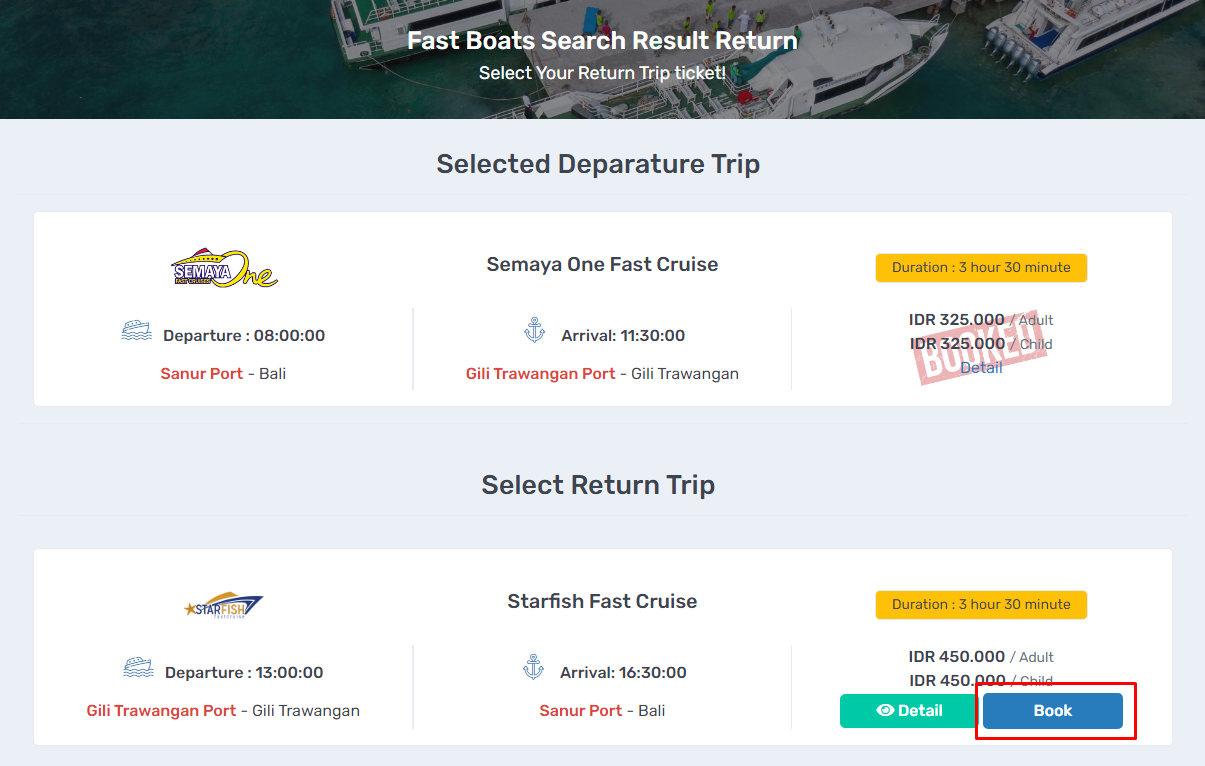 Fast Boats Search Result Return
Select Your Return Trip ticket!
Selected Deparature Trip
SEMAYA One
FAST CRUISES
Semaya One Fast Cruise
Duration : 3 hour 30 minute
Departure : 08:00:00
Arrival: 11:30:00
IDR 325.000 / Adult
IDR 325.000 / Child
BOOKED
Detail
Sanur Port - Bali
Gili Trawangan Port - Gili Trawangan
Select Return Trip
STARFISH
FASTCRUISE
Starfish Fast Cruise
Duration : 3 hour 30 minute
Departure : 13:00:00
Arrival: 16:30:00
IDR 450.000 / Adult
IDR 450.000 / Child
Gili Trawangan Port - Gili Trawangan
Sanur Port - Bali
Detail
Book